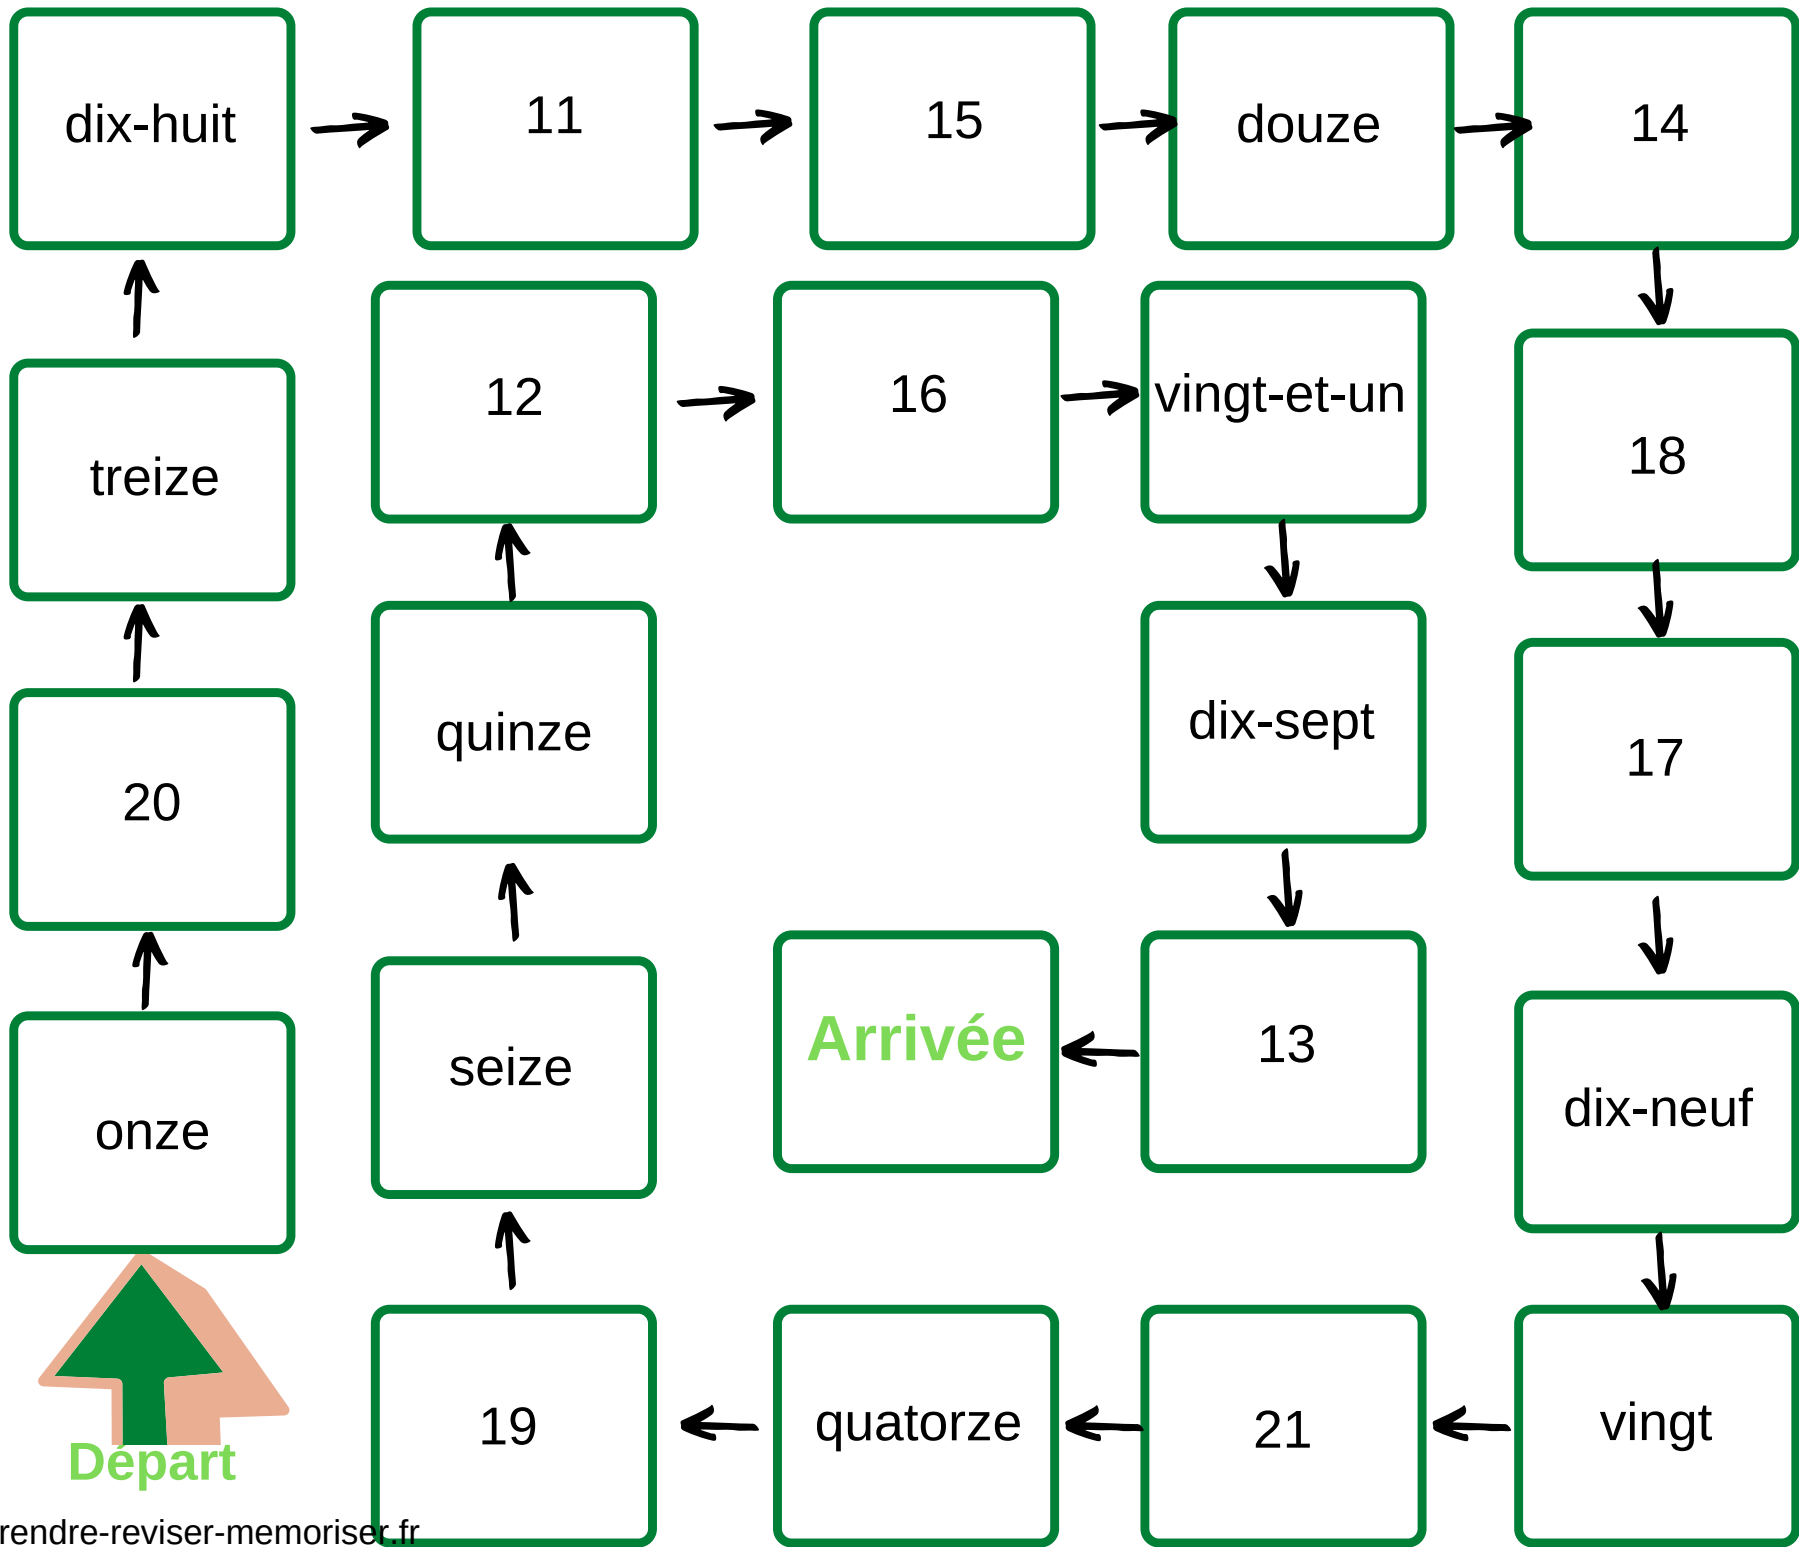 dix-huit
11
15
douze
14
12
16
vingt-et-un
treize
18
quinze
dix-sept
17
20
Arrivée
13
seize
dix-neuf
onze
19
quatorze
21
vingt
Départ
rendre-reviser-memoriser.fr